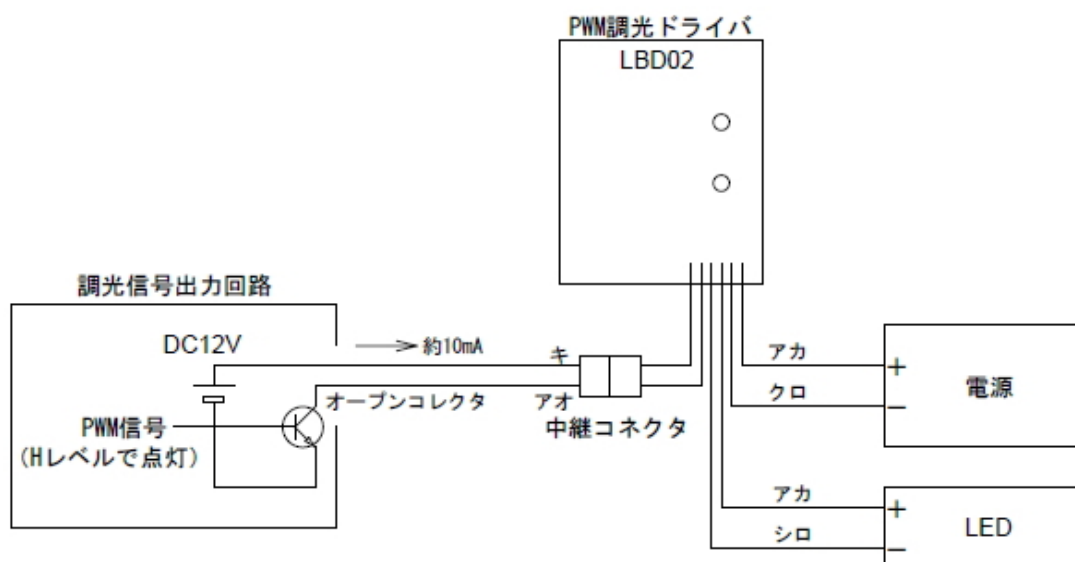 PWM調光ドライバ
LBD02
調光信号出力回路
DC12V
約10mA
キ
アオ
オープンコレクタ
中継コネクタ
PWM信号
(Hレベルで点灯)
アカ
クロ
+
−
電源
アカ
シロ
+
−
LED